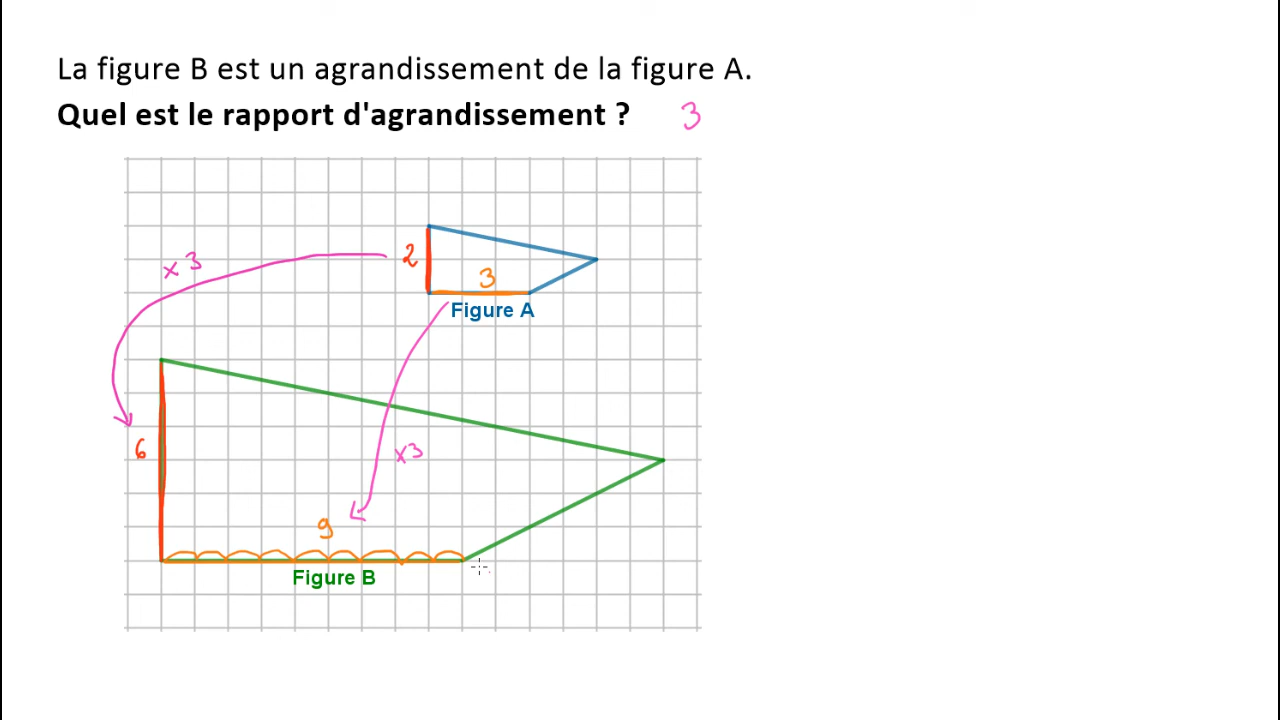 La figure B est un agrandissement de la figure A.
Quel est le rapport d'agrandissement ? 3
x 3
2
3
Figure A
6
x3
9
Figure B